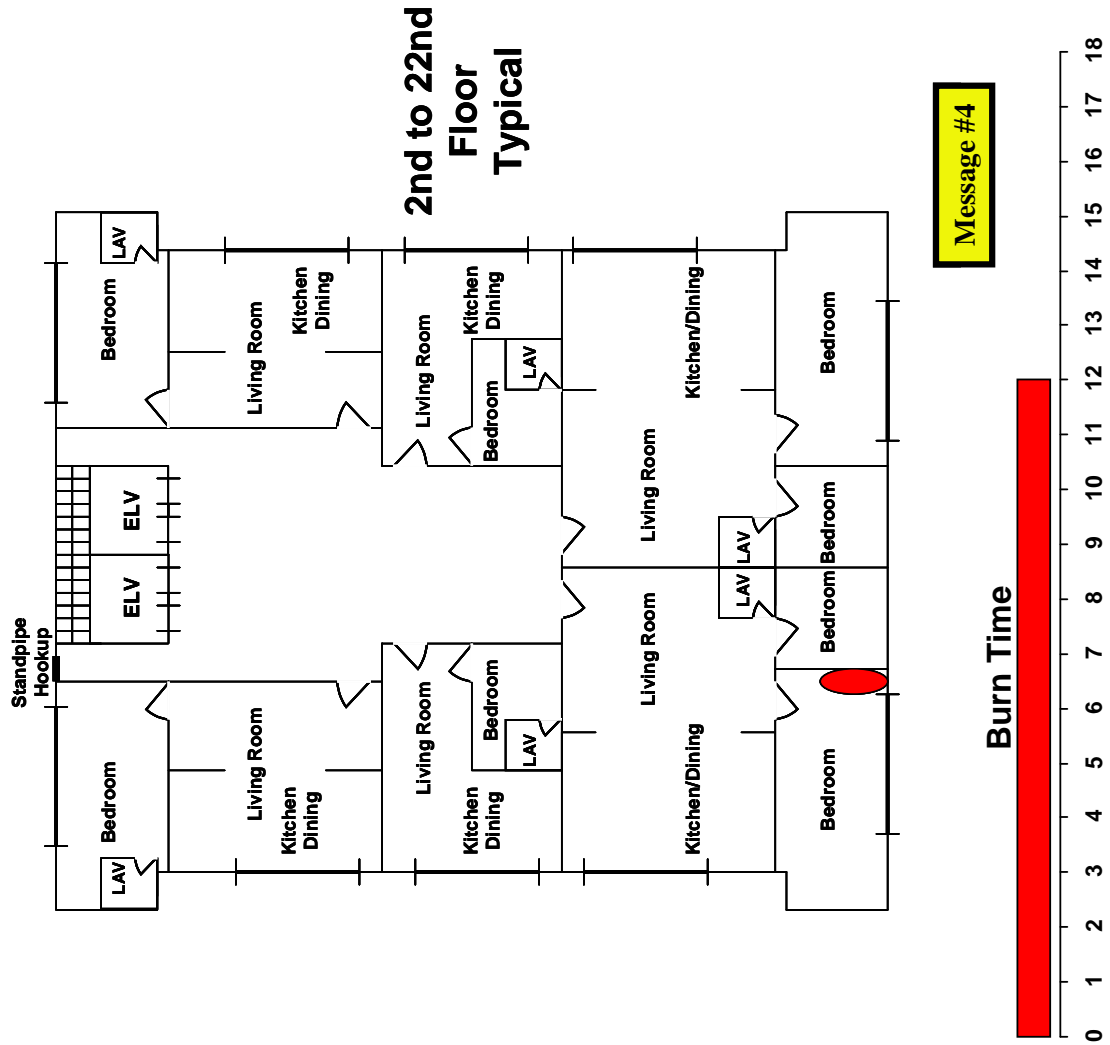 Standpipe
Hookup
LAV
Bedroom
ELV
ELV
Bedroom
LAV
Living Room
Kitchen
Dining
Living Room
Kitchen
Dining
2nd to 22nd
Floor
Typical
Living Room
Kitchen
Dining
Bedroom
LAV
Living Room
Kitchen
Dining
Bedroom
LAV
Living Room
Kitchen/Dining
LAV
Living Room
Kitchen/Dining
LAV
Bedroom
Bedroom
Bedroom
Bedroom
Message #4
Burn Time
0 1 2 3 4 5 6 7 8 9 10 11 12 13 14 15 16 17 18